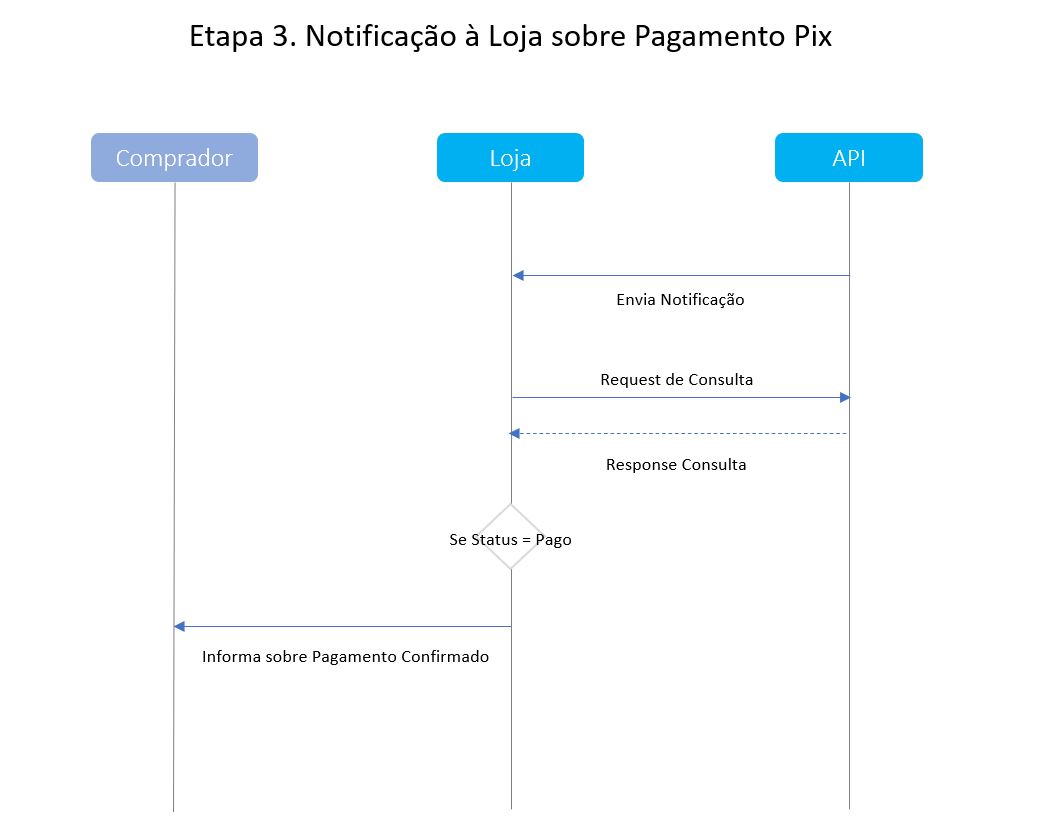 Etapa 3. Notificação à Loja sobre Pagamento Pix
Comprador
Loja
API
Envia Notificação
Request de Consulta
Response Consulta
Se Status = Pago
Informa sobre Pagamento Confirmado